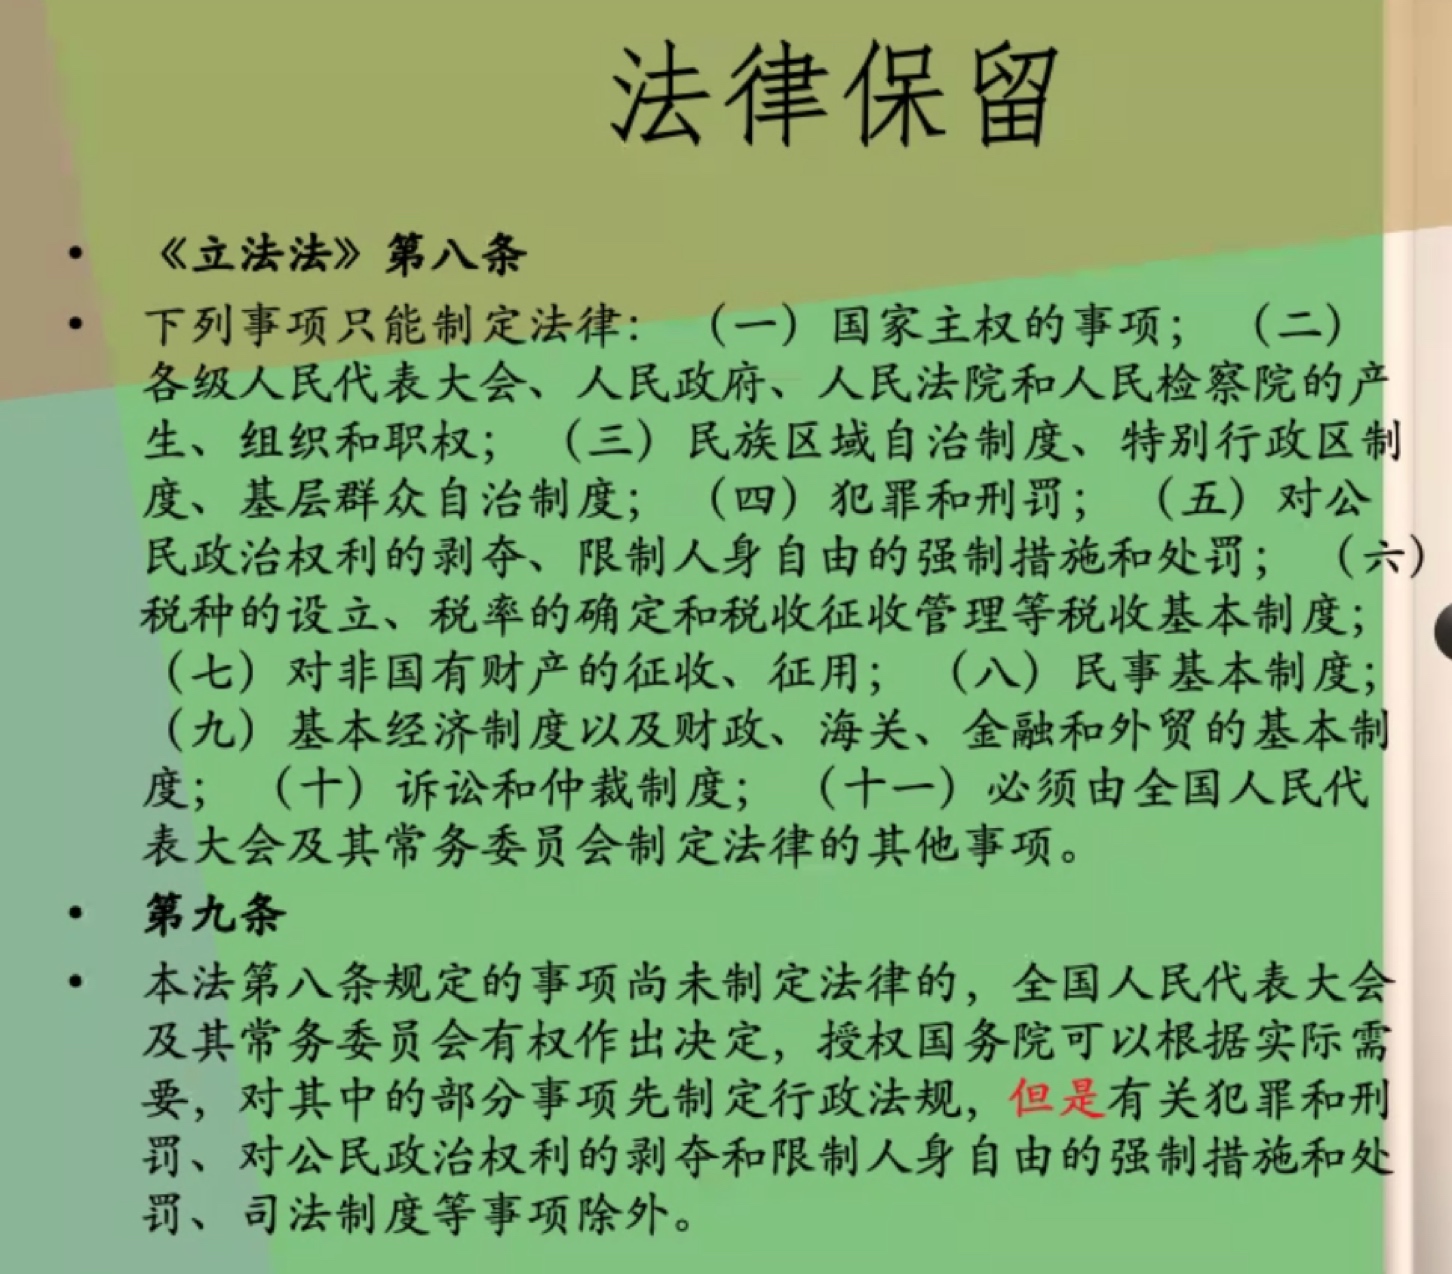 法律保留
• 《立法法》第八条
• 下列事项只能制定法律：（一）国家主权的事项；（二）
各级人民代表大会、人民政府、人民法院和人民检察院的产
生、组织和职权；（三）民族区域自治制度、特别行政区制
度、基层群众自治制度；（四）犯罪和刑罚；（五）对公
民政治权利的剥夺、限制人身自由的强制措施和处罚；（六）
税种的设立、税率的确定和税收征收管理等税收基本制度；
（七）对非国有财产的征收、征用；（八）民事基本制度；
（九）基本经济制度以及财政、海关、金融和外贸的基本制
度；（十）诉讼和仲裁制度；（十一）必须由全国人民代
表大会及其常务委员会制定法律的其他事项。
• 第九条
• 本法第八条规定的事项尚未制定法律的，全国人民代表大会
及其常务委员会有权作出决定，授权国务院可以根据实际需
要，对其中的部分事项先制定行政法规，但是有关犯罪和刑
罚、对公民政治权利的剥夺和限制人身自由的强制措施和处
罚、司法制度等事项除外。